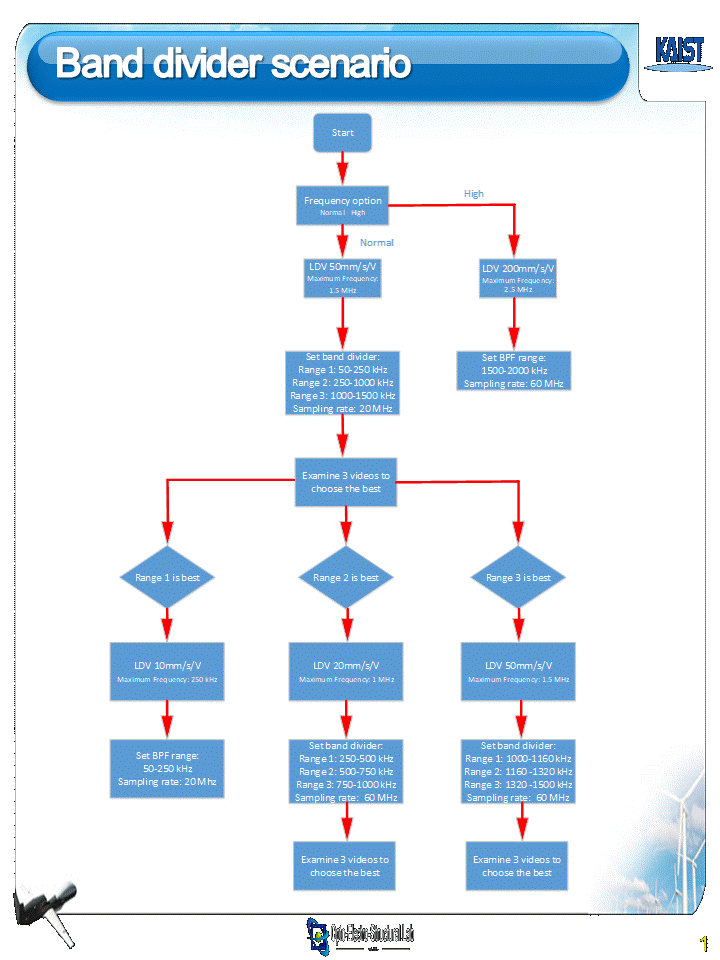 Band divider scenario
KAIST
Start
Frequency option
Normal High
High
Normal
LDV 50mm/s/V
Maximum Frequency:
1.5 MHz
LDV 200mm/s/V
Maximum Frequency:
2.5 MHz
Set band divider:
Range 1: 50-250 kHz
Range 2: 250-1000 kHz
Range 3: 1000-1500 kHz
Sampling rate: 20 MHz
Set BPF range:
1500-2000 kHz
Sampling rate: 60 MHz
Examine 3 videos to
choose the best
Range 1 is best
Range 2 is best
Range 3 is best
LDV 10mm/s/V
Maximum Frequency: 250 kHz
LDV 20mm/s/V
Maximum Frequency: 1 MHz
LDV 50mm/s/V
Maximum Frequency: 1.5 MHz
Set BPF range:
50-250 kHz
Sampling rate: 20 Mhz
Set band divider:
Range 1: 250-500 kHz
Range 2: 500-750 kHz
Range 3: 750-1000 kHz
Sampling rate: 60 MHz
Set band divider:
Range 1: 1000-1160 kHz
Range 2: 1160 -1320 kHz
Range 3: 1320 -1500 kHz
Sampling rate: 60 MHz
Examine 3 videos to
choose the best
Examine 3 videos to
choose the best
Opto-Electro-Structural Lab
1